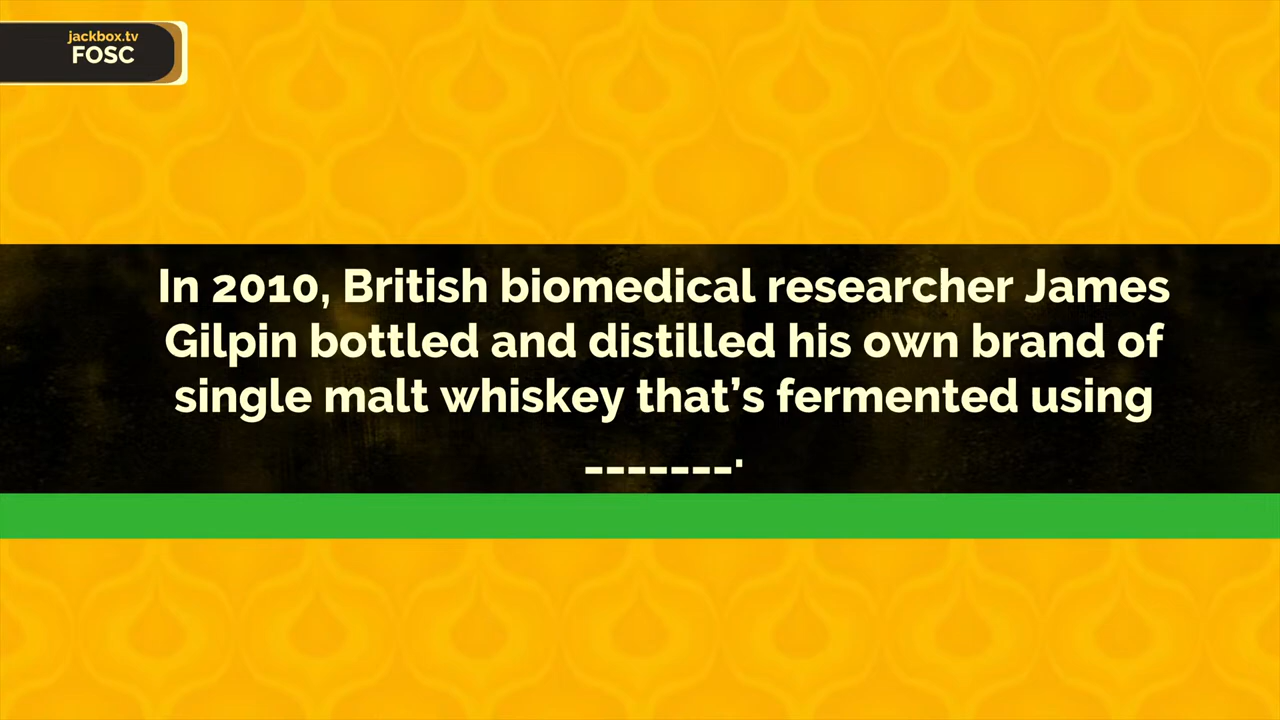 jackbox.tv
FOSC
In 2010, British biomedical researcher James
Gilpin bottled and distilled his own brand of
single malt whiskey that’s fermented using
_______.